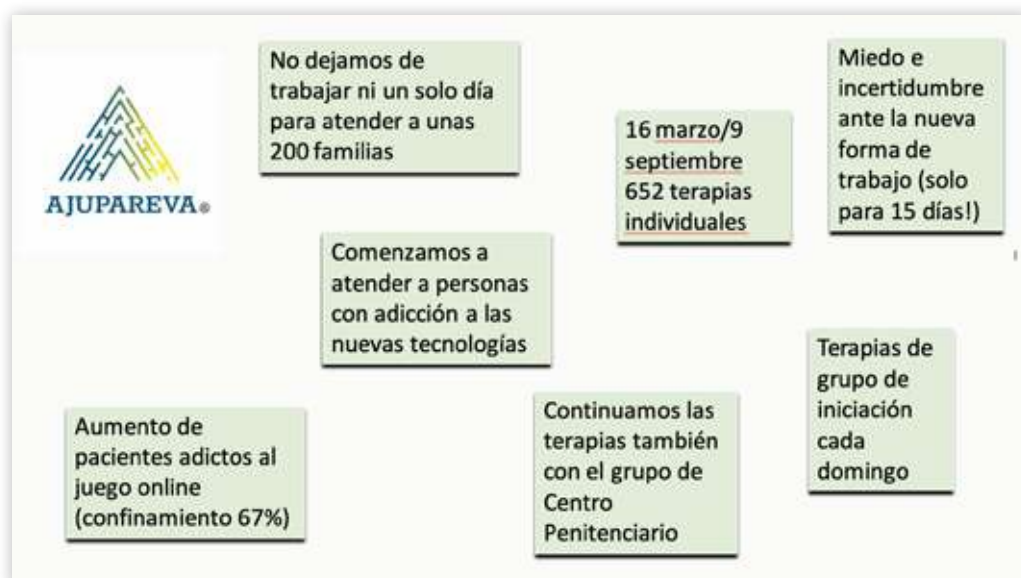 AJUPAREVA®
No dejamos de
trabajar ni un solo día
para atender a unas
200 familias
16 marzo/9
septiembre
652 terapias
individuales
Miedo e
incertidumbre
ante la nueva
forma de
trabajo (solo
para 15 días!)
Comenzamos a
atender a personas
con adicción a las
nuevas tecnologías
Terapias de
grupo de
iniciación
cada
domingo
Aumento de
pacientes adictos al
juego online
(confinamiento 67%)
Continuamos las
terapias también
con el grupo de
Centro
Penitenciario